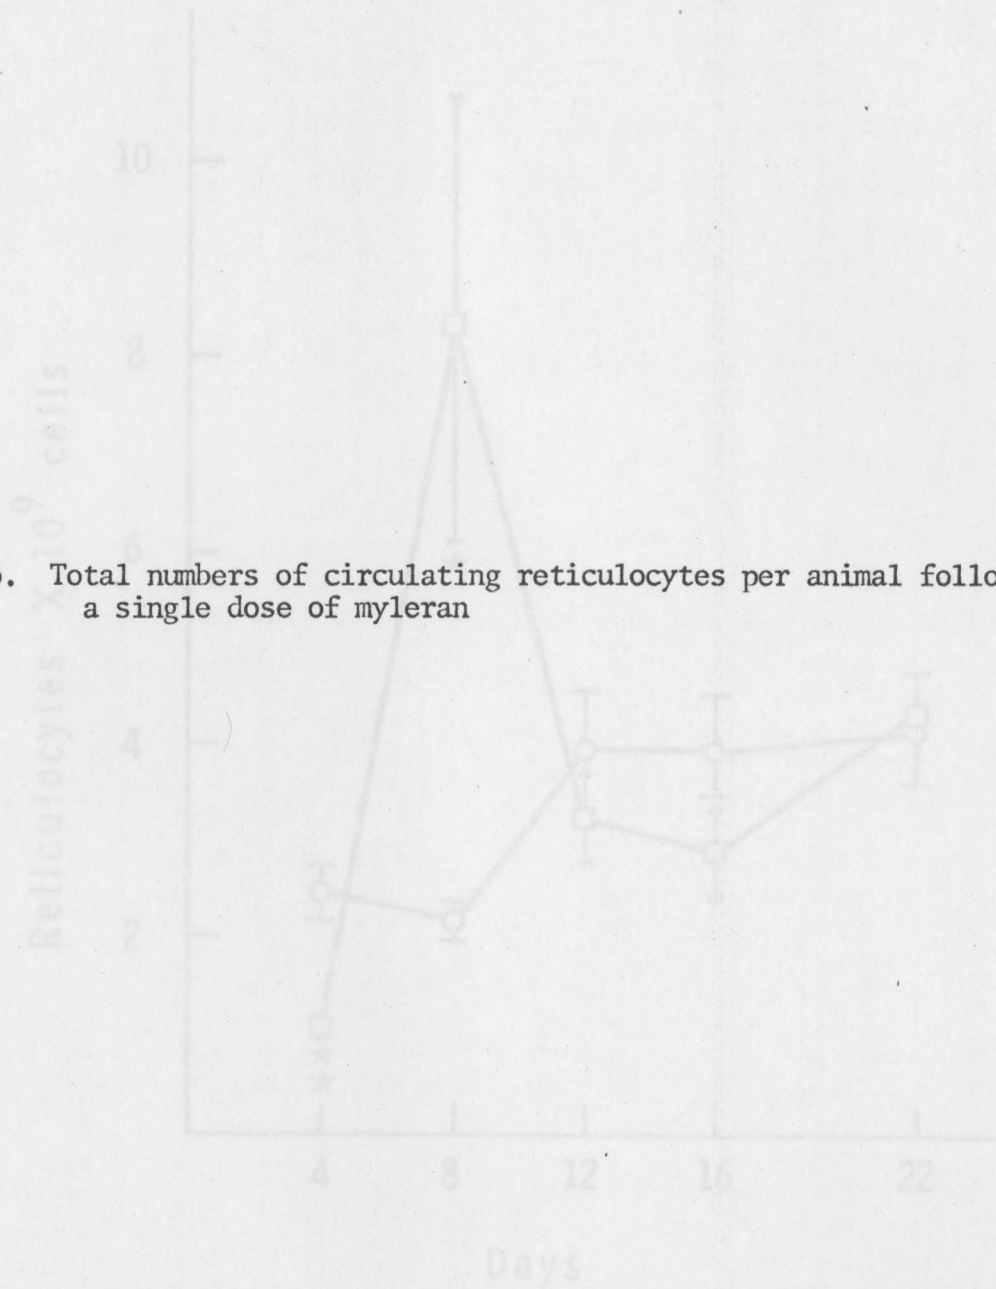 10
8
6
Reticulocytes X10⁹ cells
. Total numbers of circulating reticulocytes per animal
a single dose of myleran
4
2
4 8 12 16 22
Days